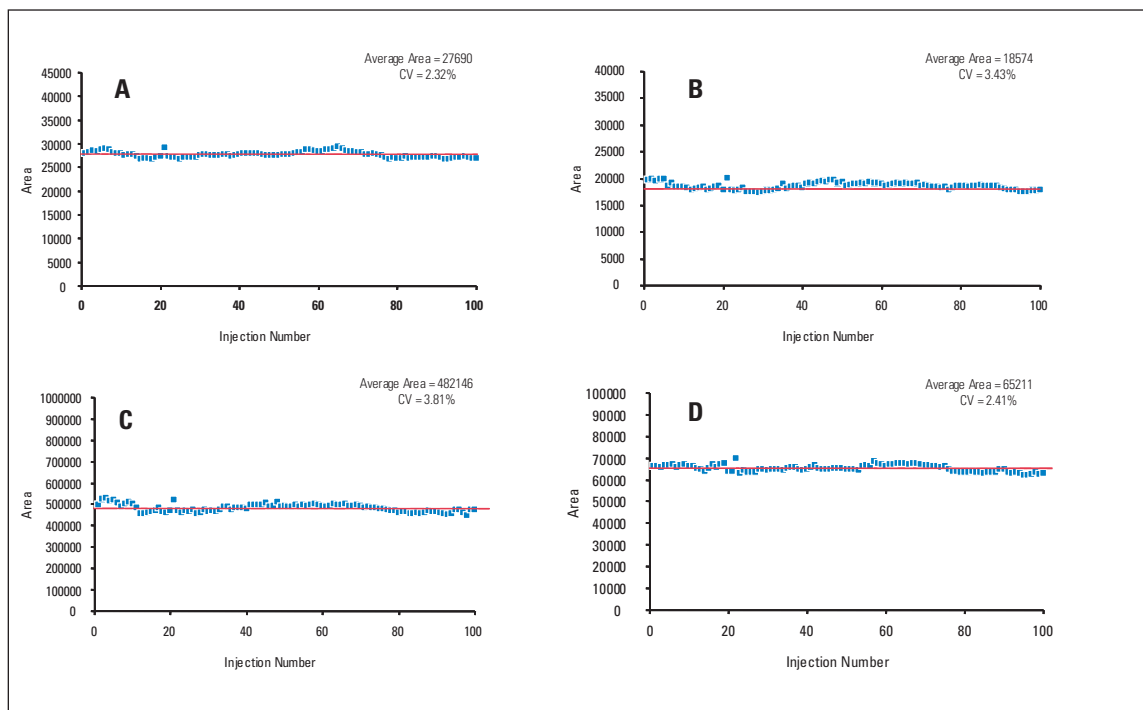 Average Area = 27690
CV = 2.32%
A
45000
40000
35000
30000
25000
20000
15000
10000
5000
0
Area
0 20 40 60 80 100
Injection Number
Average Area = 18574
CV = 3.43%
B
40000
35000
30000
25000
20000
15000
10000
5000
0
Area
0 20 40 60 80 100
Injection Number
Average Area = 482146
CV = 3.81%
C
1000000
900000
800000
700000
600000
500000
400000
300000
200000
100000
0
Area
0 20 40 60 80 100
Injection Number
Average Area = 65211
CV = 2.41%
D
100000
90000
80000
70000
60000
50000
40000
30000
20000
10000
0
Area
0 20 40 60 80 100
Injection Number